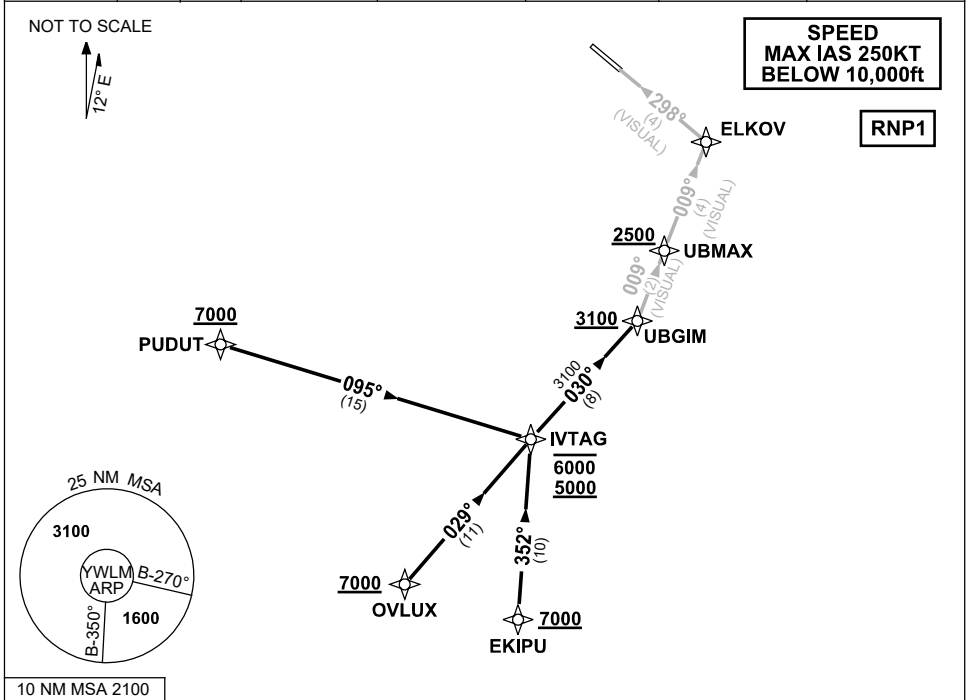 NOT TO SCALE
12° E
SPEED
MAX IAS 250KT
BELOW 10,000ft
RNP1
298°
(4)
(VISUAL)
ELKOV
009°
(4)
(VISUAL)
2500
UBMAX
009°
(2)
(VISUAL)
3100
UBGIM
7000
PUDUT
095°
(15)
3100
030°
(8)
IVTAG
6000
5000
029°
(11)
352°
(10)
7000
OVLUX
7000
EKIPU
25 NM MSA
3100
YWLM
ARP
B-270°
B-350°
1600
10 NM MSA 2100